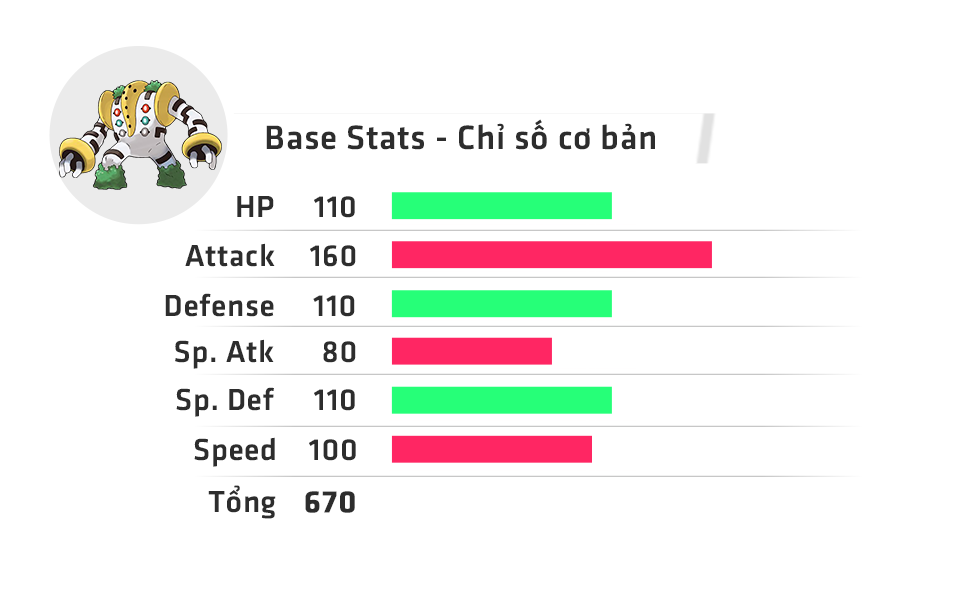 Base Stats - Chỉ số cơ bản
HP 110
Attack 160
Defense 110
Sp. Atk 80
Sp. Def 110
Speed 100
Tổng 670